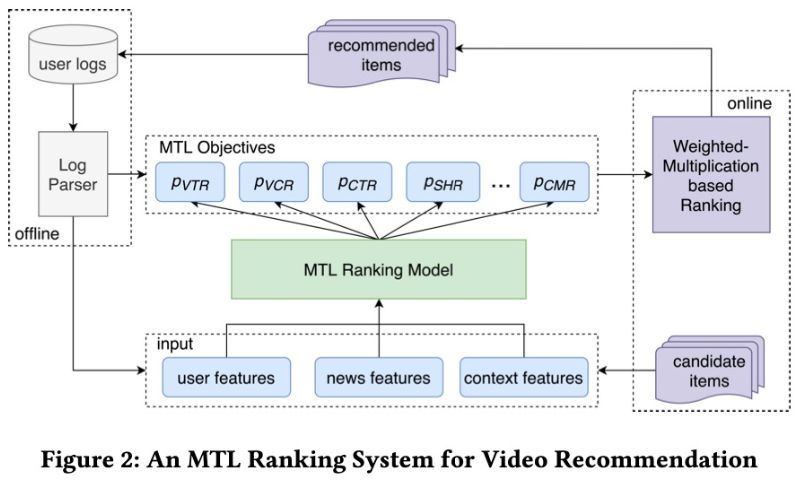 user logs
recommended
items
online
Log
Parser
MTL Objectives
pVTR
pVCR
pCTR
pSHR
...
pCMR
Weighted-
Multiplication
based
Ranking
offline
MTL Ranking Model
input
user features
news features
context features
candidate
items
Figure 2: An MTL Ranking System for Video Recommendation